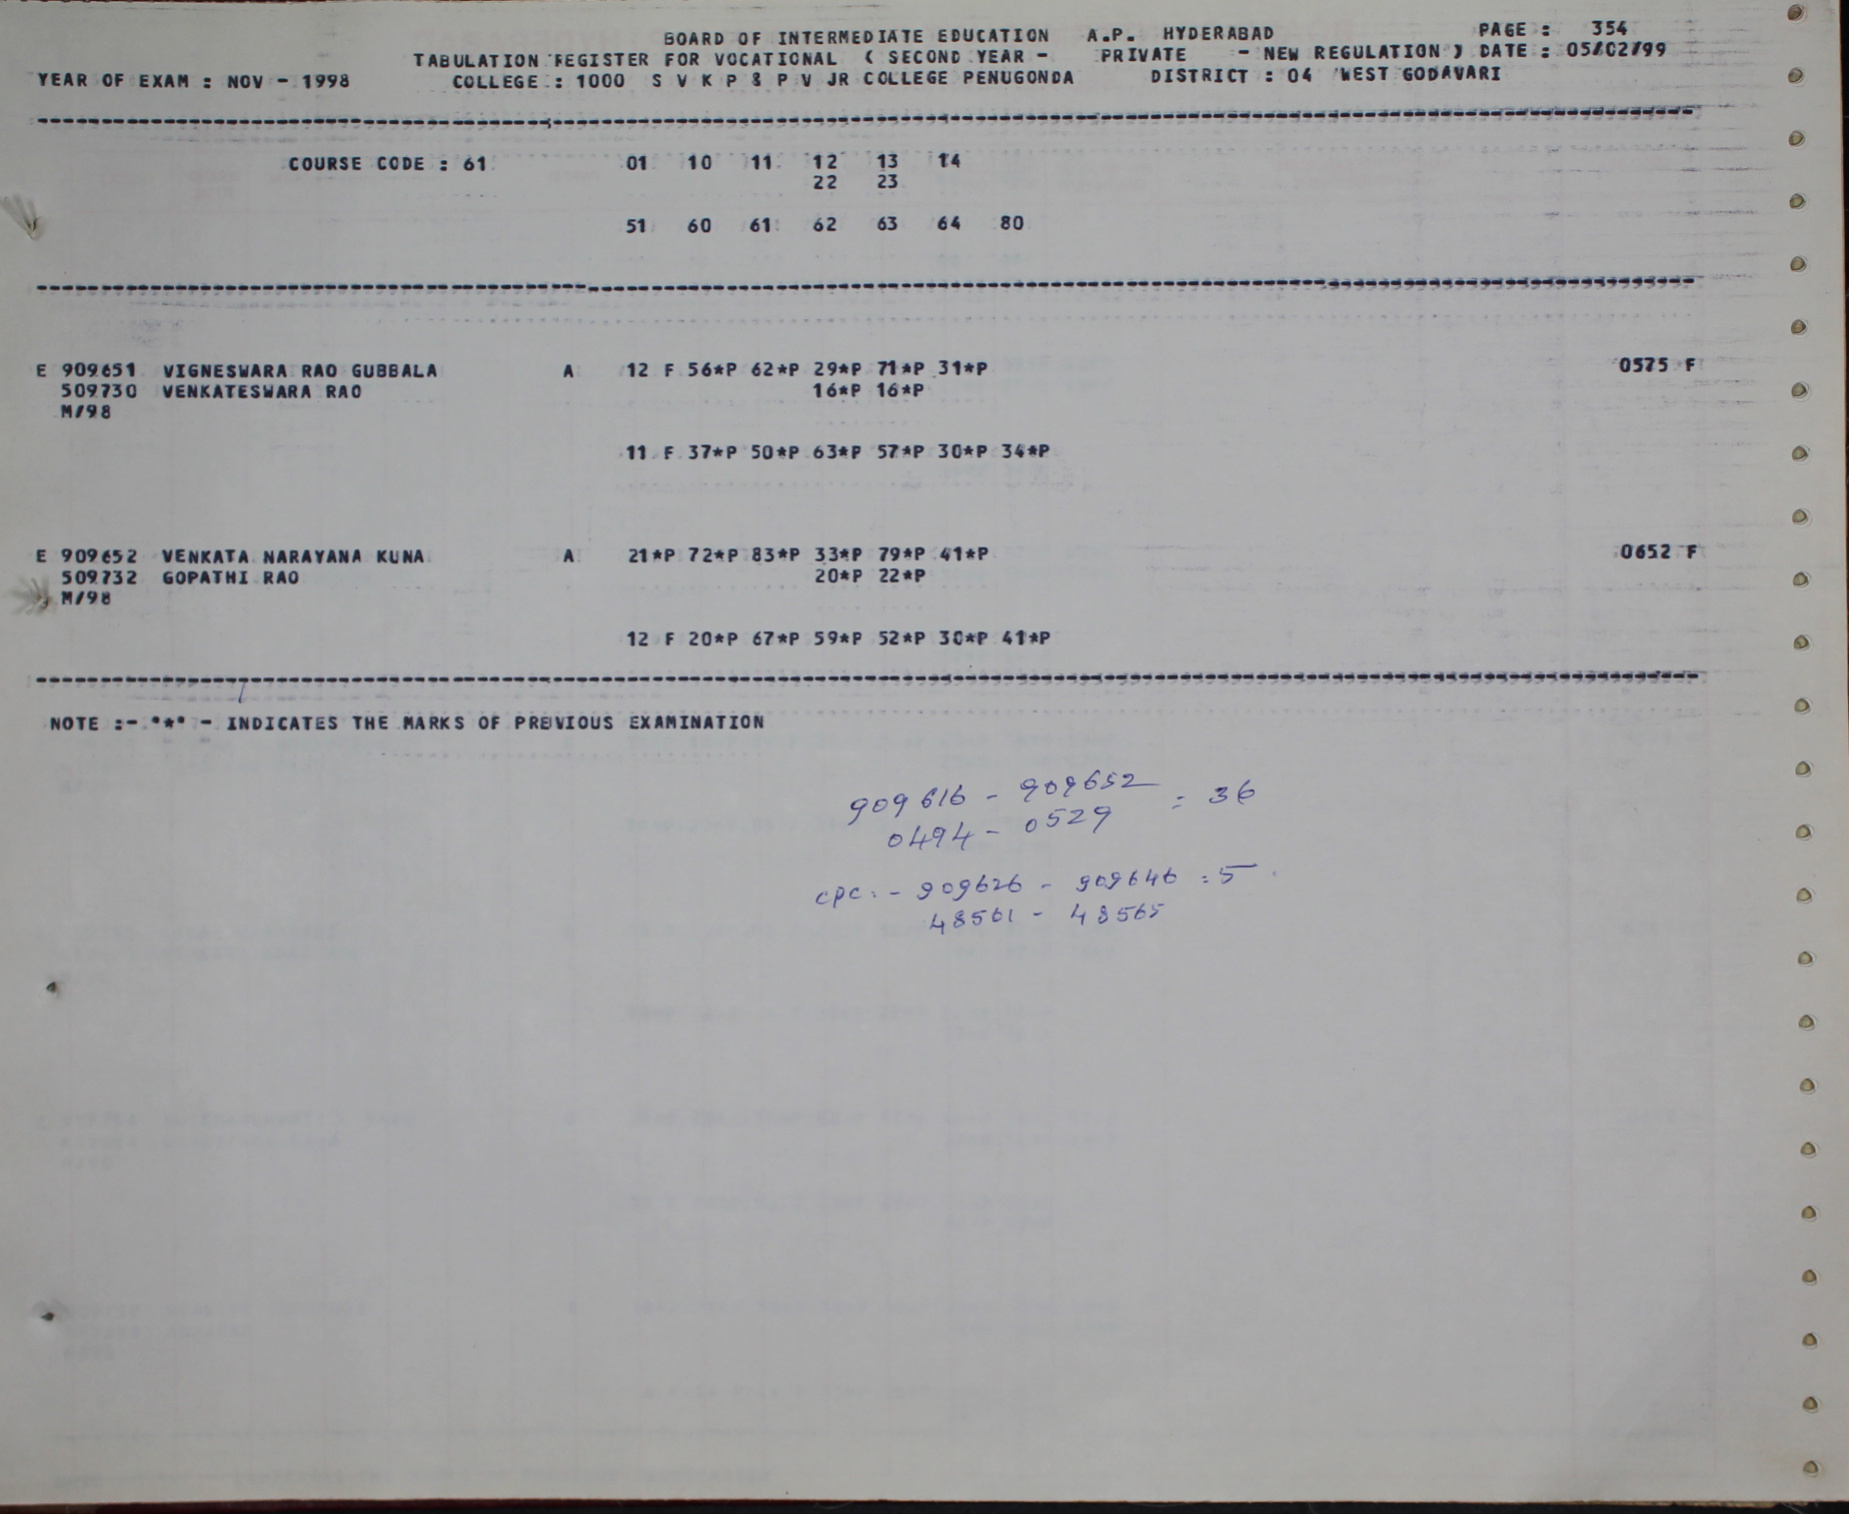 BOARD OF INTERMEDIATE EDUCATION A.P. HYDERABAD PAGE : 354
TABULATION REGISTER FOR VOCATIONAL ( SECOND YEAR - PRIVATE - NEW REGULATION ) DATE : 05/02/99
YEAR OF EXAM : NOV - 1998 COLLEGE : 1000 S V K P & P V JR COLLEGE PENUGONDA DISTRICT : 04 WEST GODAVARI
COURSE CODE : 61 01 10 11 12 13 14
22 23
51 60 61 62 63 64 80
E 909651 VIGNESWARA RAO GUBBALA A 12 F 56*P 62*P 29*P 71*P 31*P 0575 F
509730 VENKATESWARA RAO 16*P 16*P
M/98
11 F 37*P 50*P 63*P 57*P 30*P 34*P
E 909652 VENKATA NARAYANA KUNA A 21*P 72*P 83*P 33*P 79*P 41*P 0652 F
509732 GOPATHI RAO 20*P 22*P
M/98
12 F 20*P 67*P 59*P 52*P 30*P 41*P
NOTE :- "*" - INDICATES THE MARKS OF PREVIOUS EXAMINATION
909616 - 909652 = 36
0494 - 0529
cpc: - 909626 - 909646 = 5
48561 - 48565